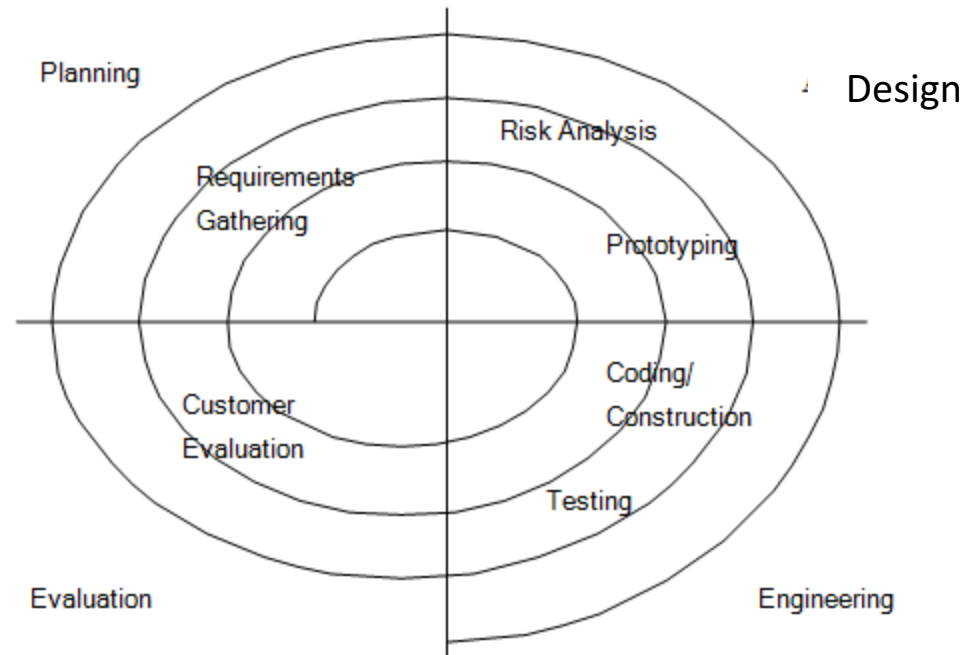 Planning
Design
Risk Analysis
Requirements
Gathering
Prototyping
Coding/
Construction
Customer
Evaluation
Testing
Evaluation
Engineering